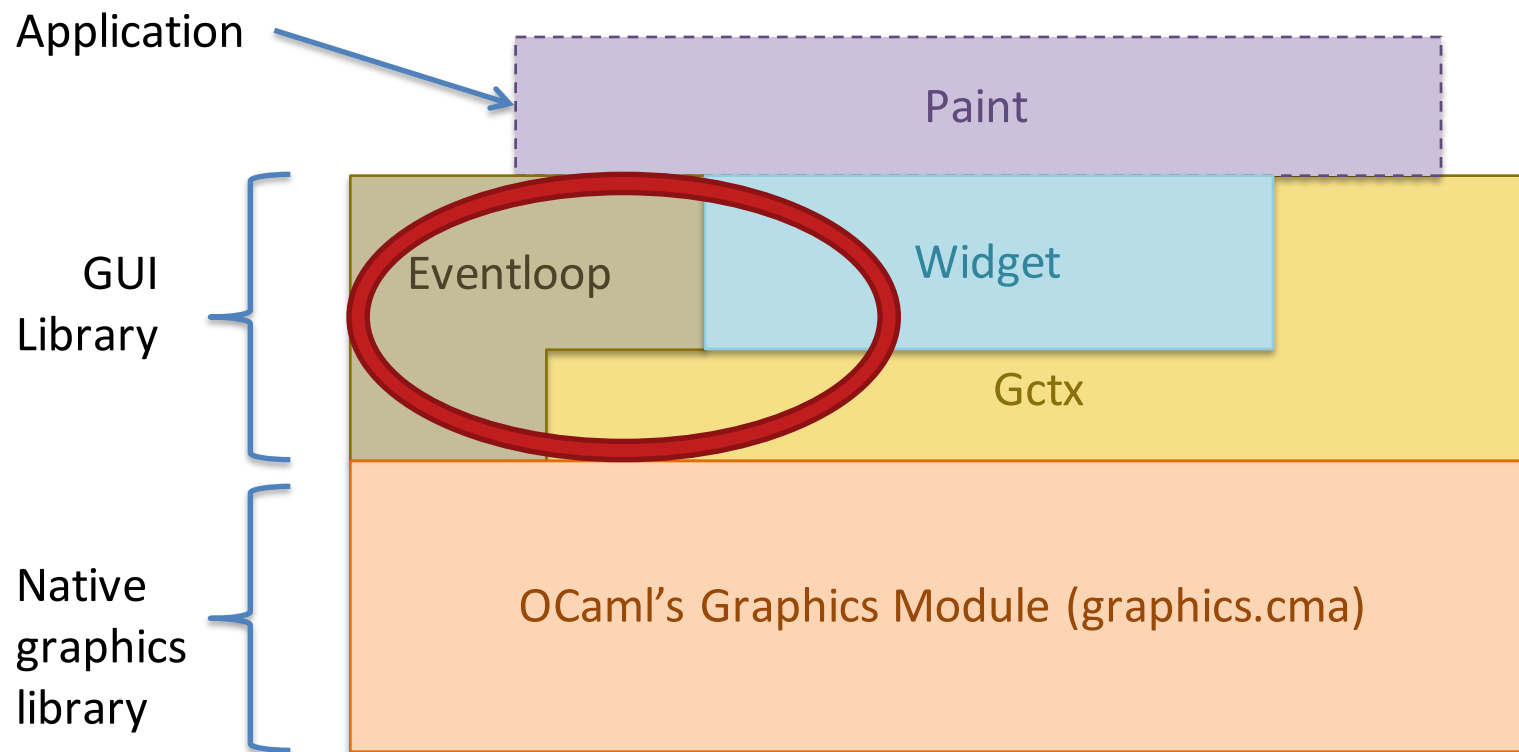 Application
Paint
GUI
Library
Eventloop
Widget
Gctx
Native
graphics
library
OCaml’s Graphics Module (graphics.cma)